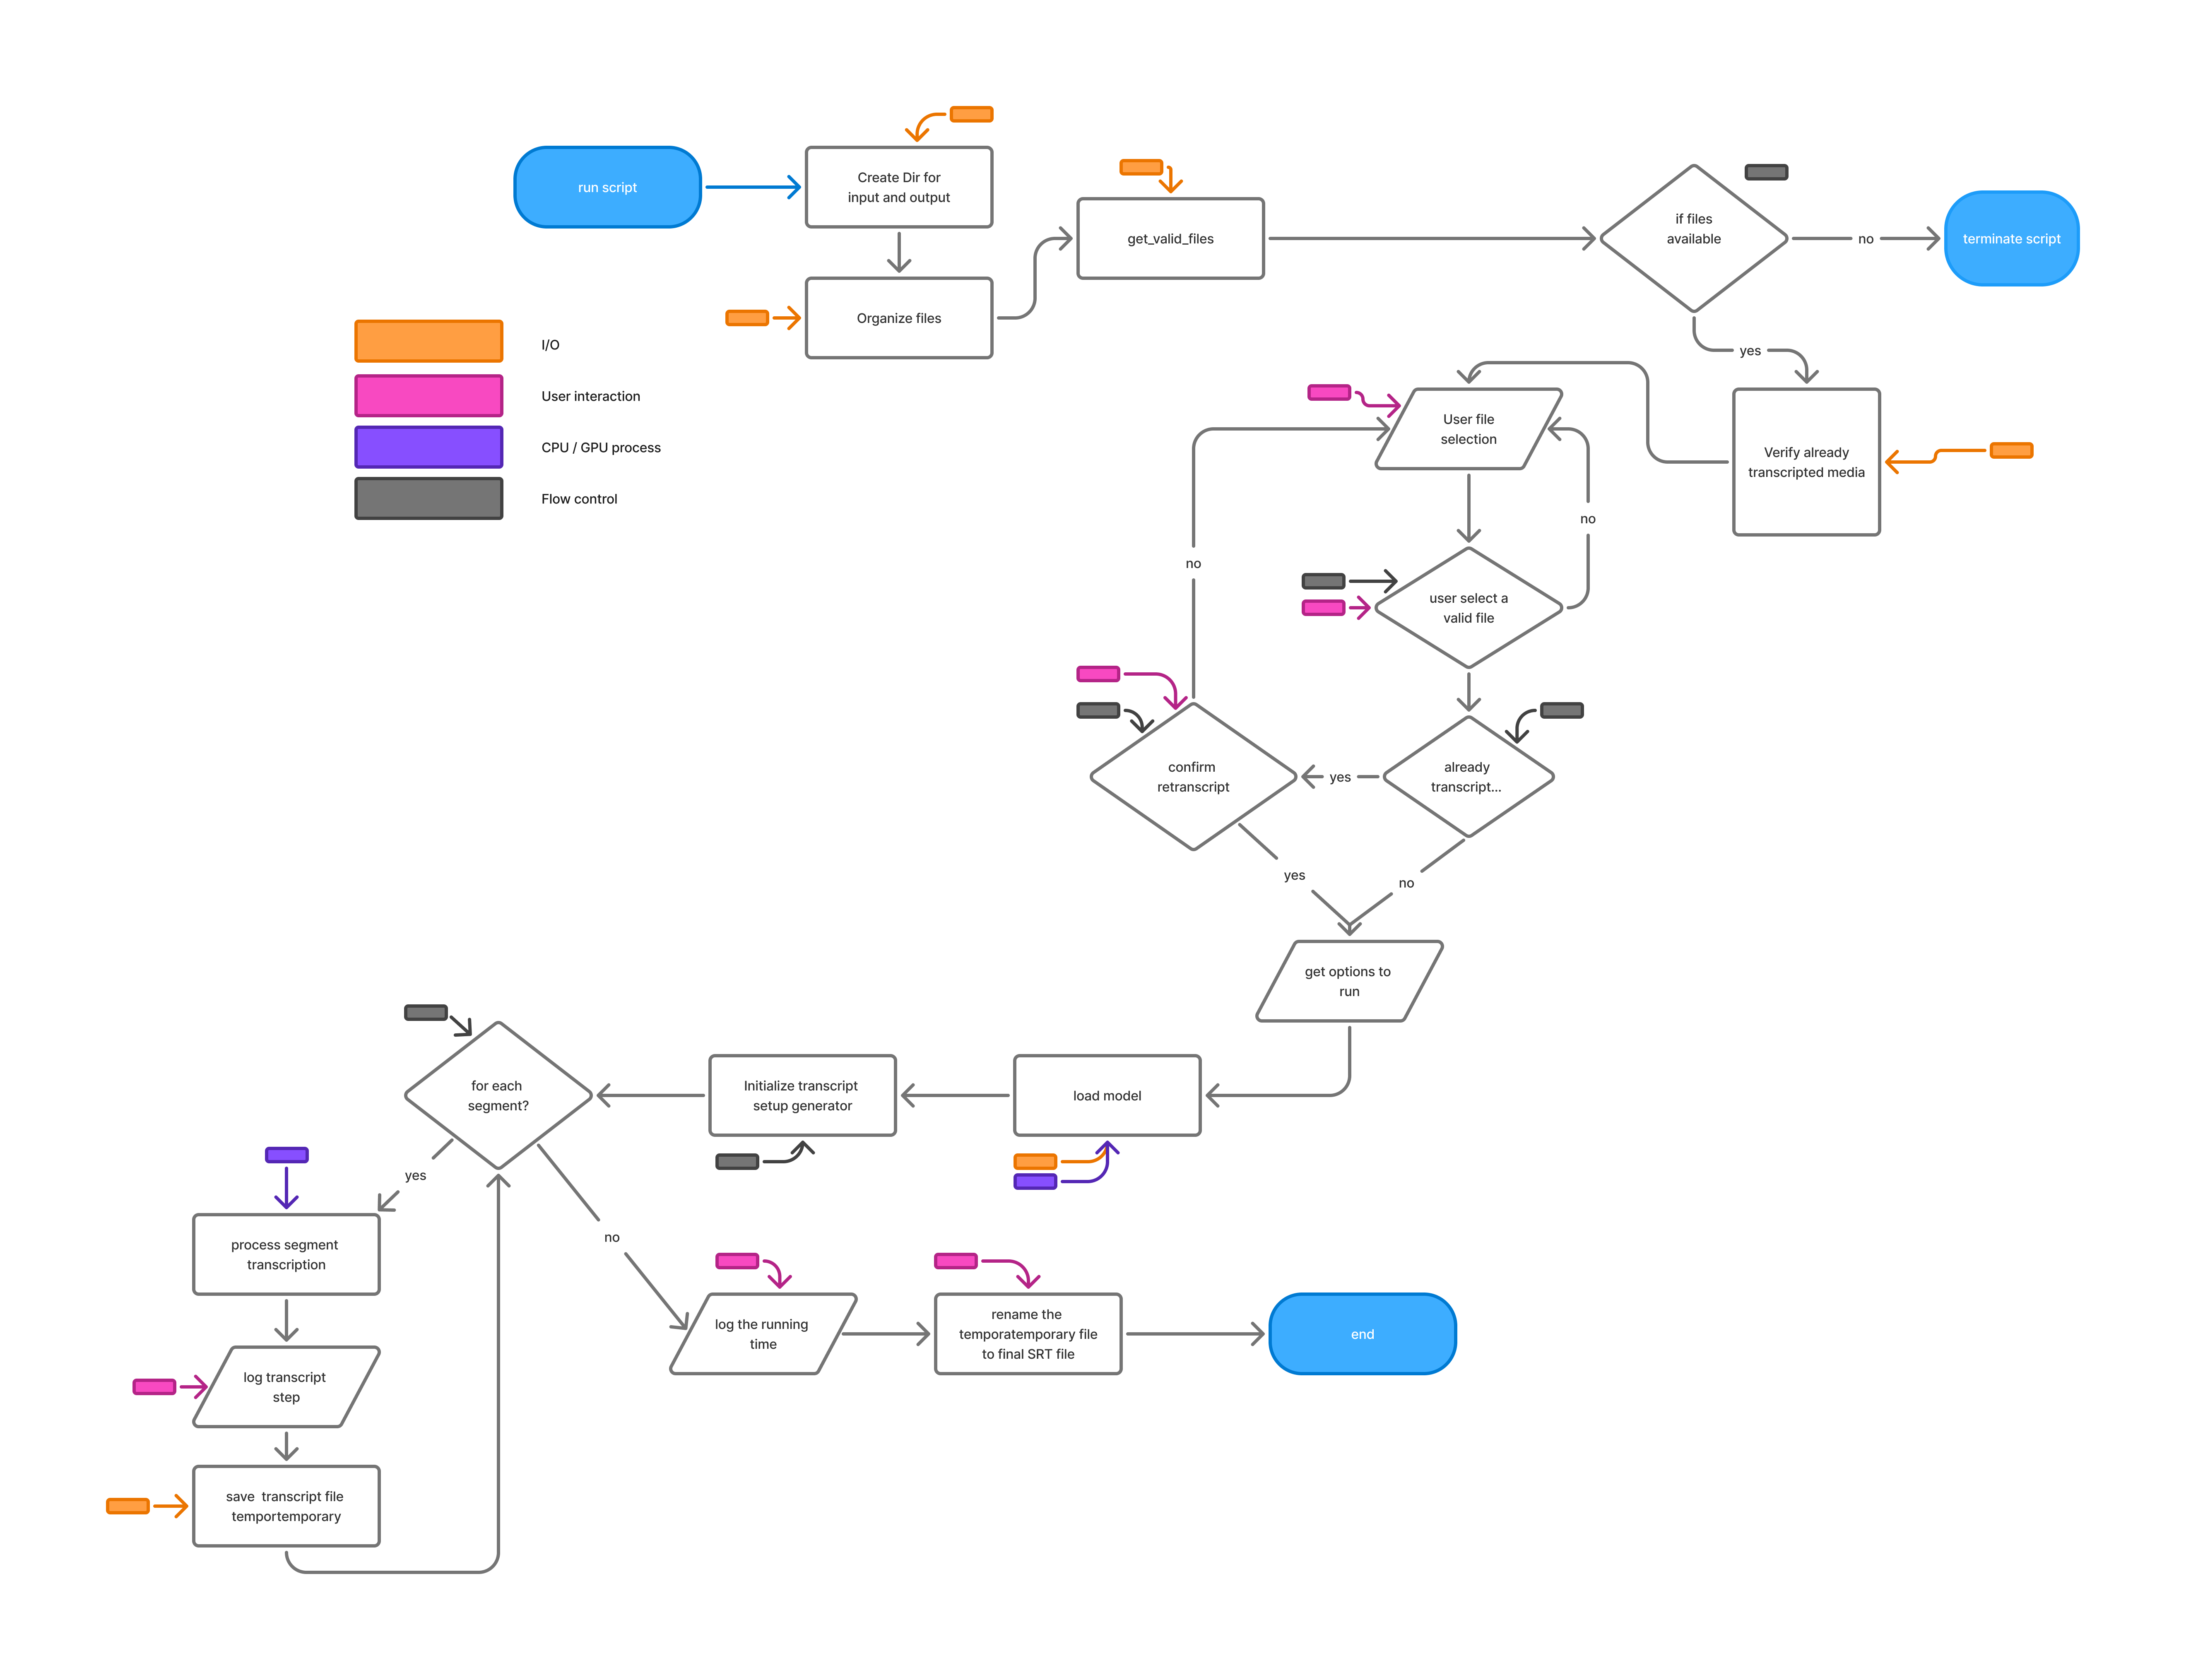 run script
Create Dir for
input and output
Organize files
get_valid_files
if files
available
no
terminate script
yes
Verify already
transcripted media
I/O
User interaction
CPU / GPU process
Flow control
User file
selection
no
no
user select a
valid file
confirm
retranscript
yes
already
transcript...
yes
no
get options to
run
load model
Initialize transcript
setup generator
for each
segment?
yes
no
process segment
transcription
log transcript
step
save  transcript file
temportemporary
log the running
time
rename the
temporatemporary file
to final SRT file
end